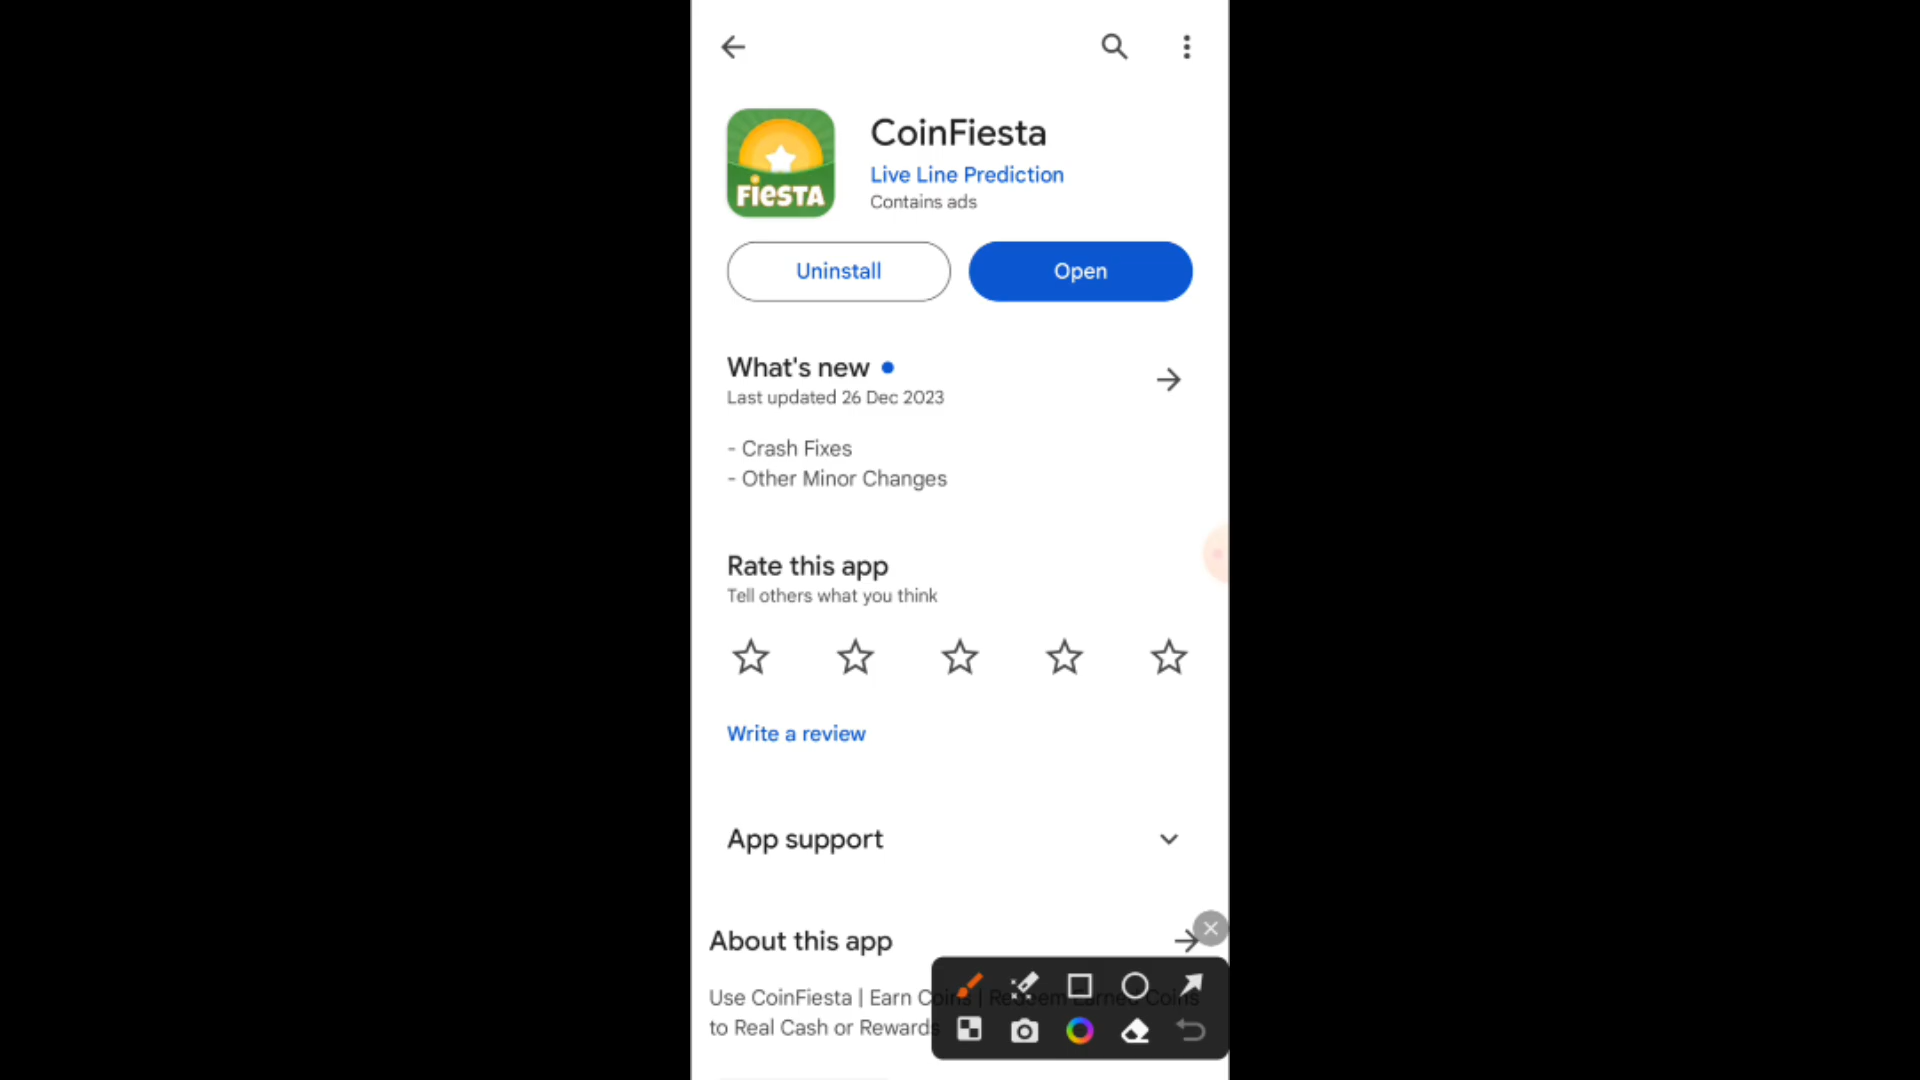 CoinFiesta
Live Line Prediction
Contains ads
FiESTA
Uninstall
Open
What's new
Last updated 26 Dec 2023
- Crash Fixes
- Other Minor Changes
Rate this app
Tell others what you think
Write a review
App support
About this app
Use CoinFiesta | Earn Coins | Redeem Earned Coins
to Real Cash or Rewards